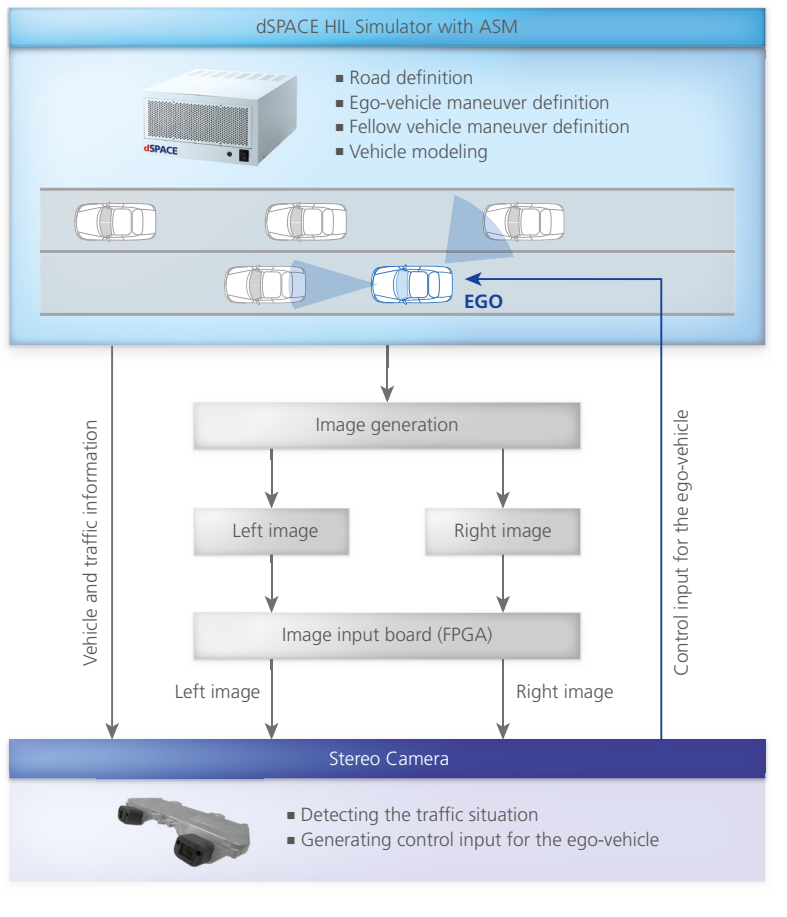 dSPACE HIL Simulator with ASM
■ Road definition
■ Ego-vehicle maneuver definition
■ Fellow vehicle maneuver definition
■ Vehicle modeling
dSPACE
EGO
Image generation
Vehicle and traffic information
Control input for the ego-vehicle
Left image
Right image
Image input board (FPGA)
Left image
Right image
Stereo Camera
■ Detecting the traffic situation
■ Generating control input for the ego-vehicle